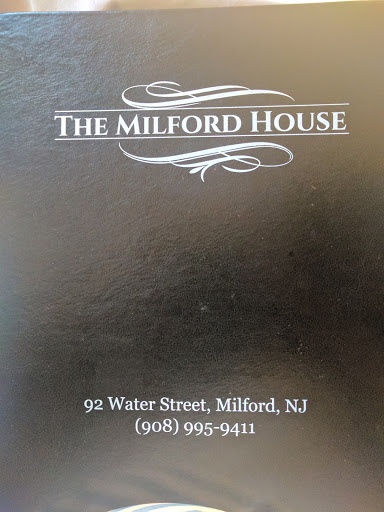 THE MILFORD HOUSE
92 Water Street, Milford, NJ
(908) 995-9411